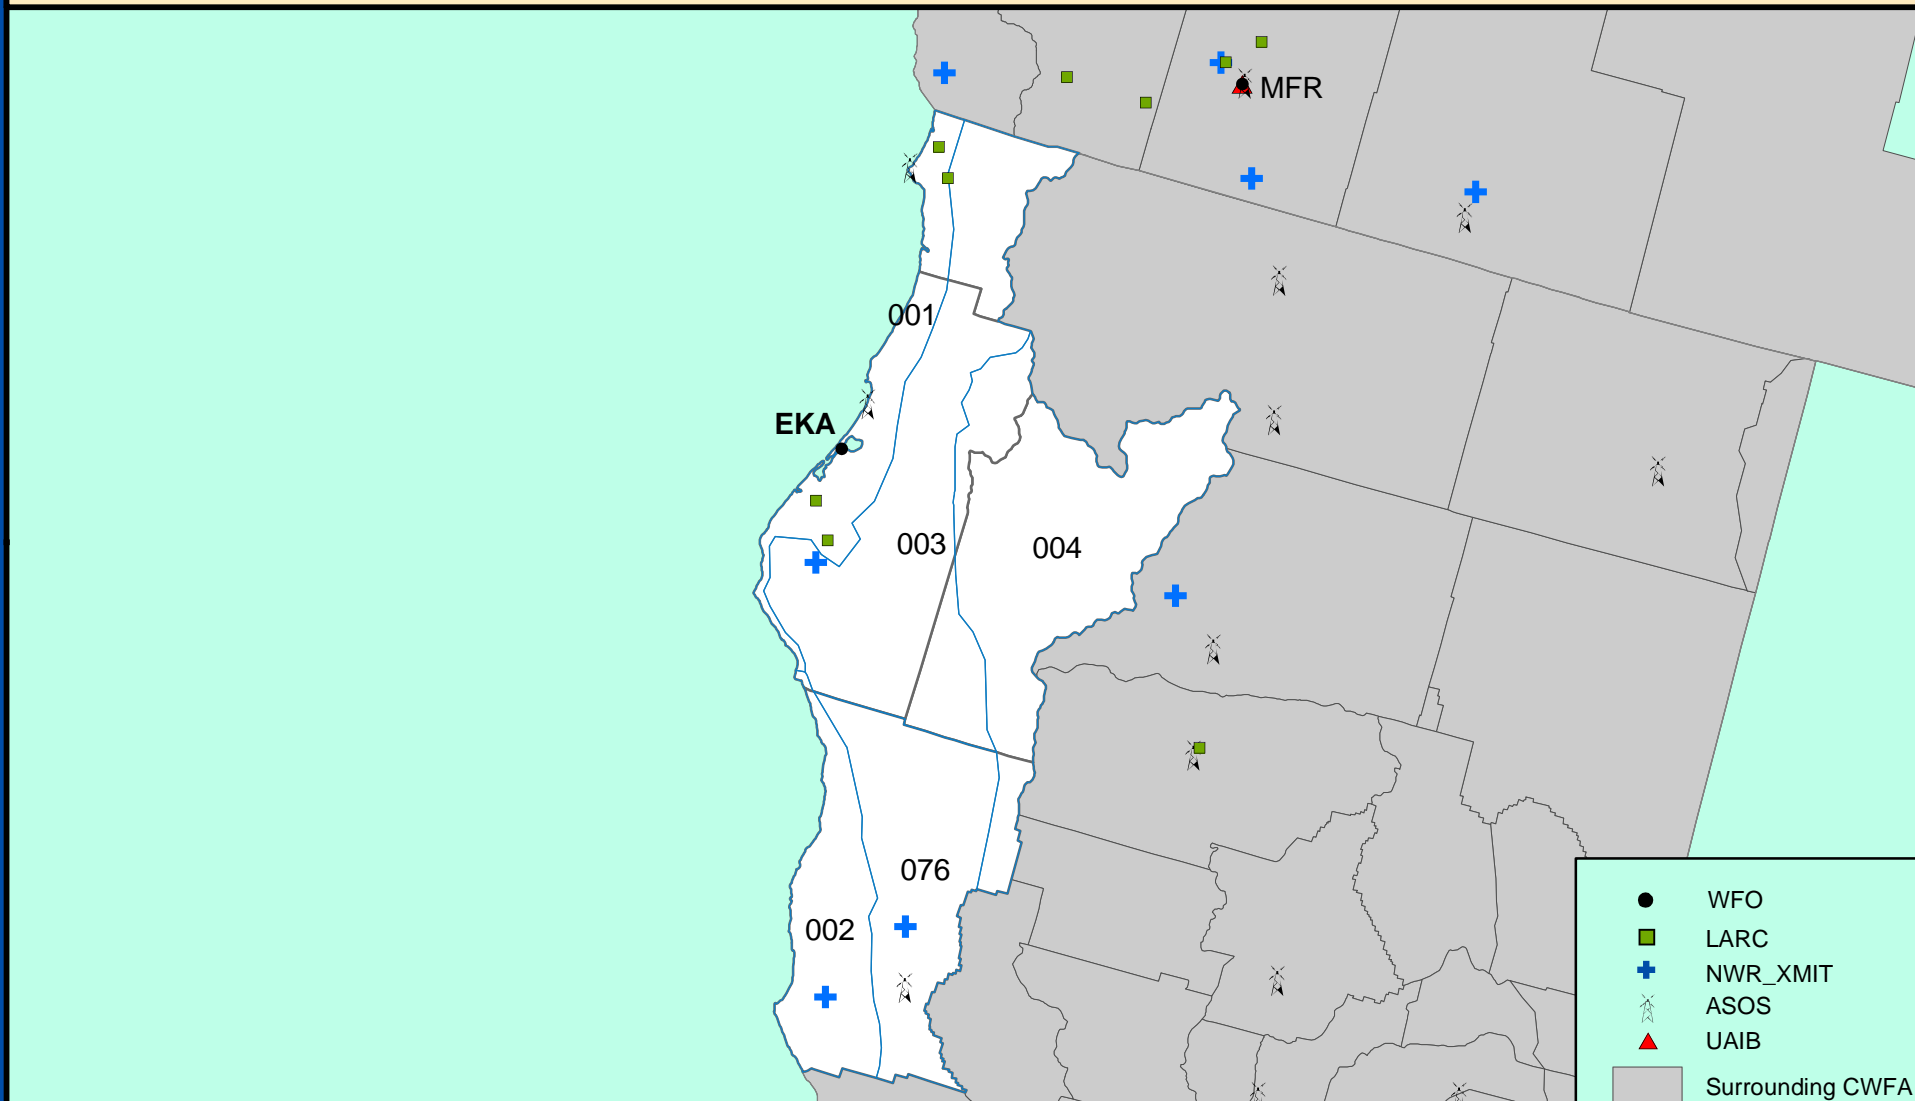 MFR
001
EKA
003
004
076
002
WFO
LARC
NWR_XMIT
ASOS
UAIB
Surrounding CWFA